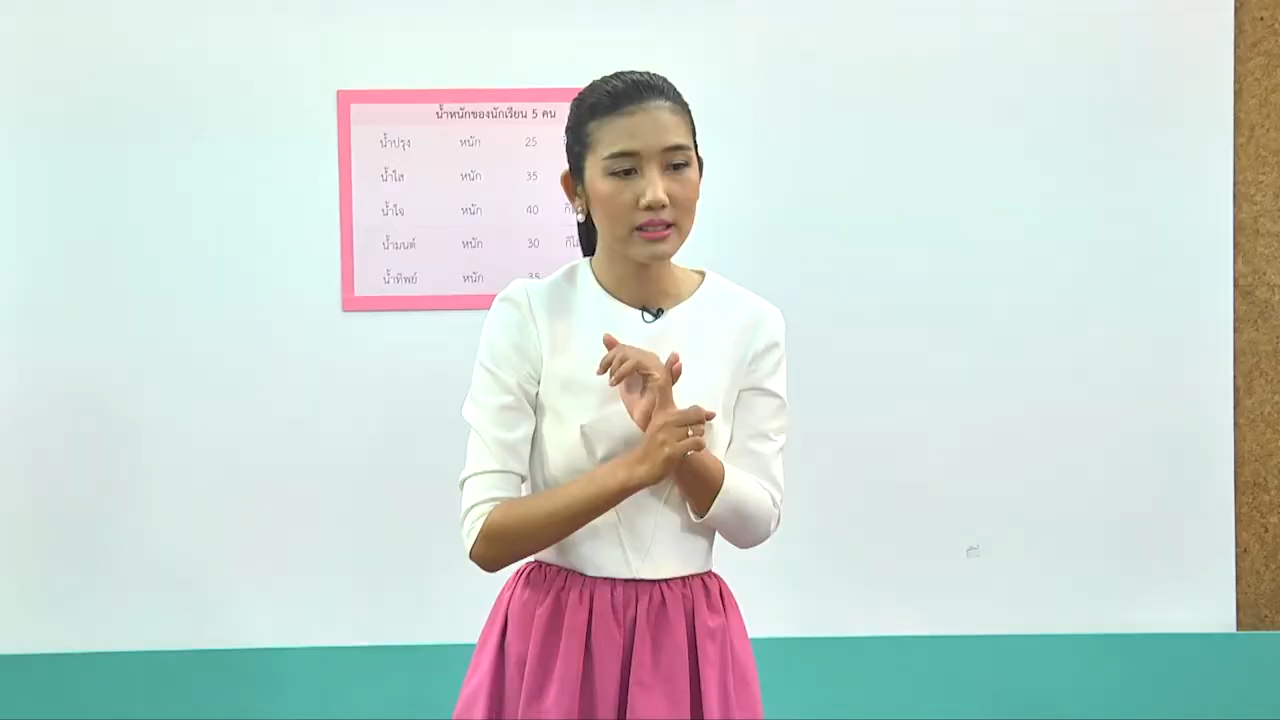 น้ำหนักของนักเรียน 5 คน
น้ำปรุง หนัก 25
น้ำใส หนัก 35
น้ำใจ หนัก 40
น้ำมนต์ หนัก 30
น้ำทิพย์ หนัก 35